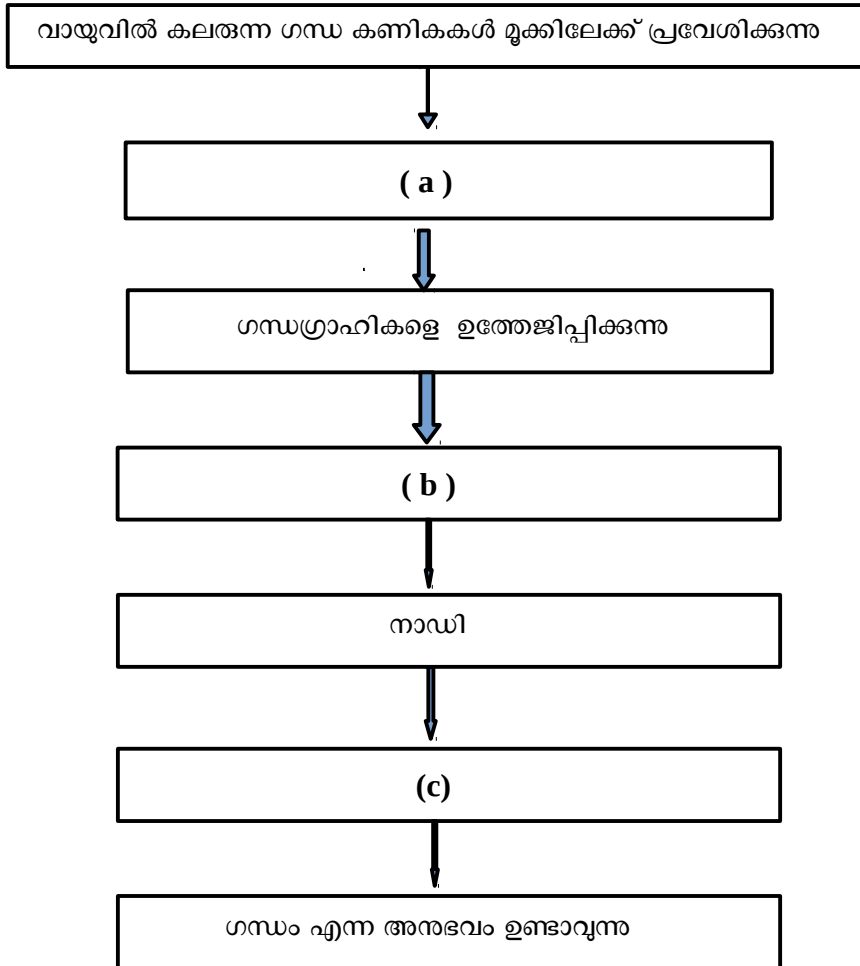 വായുവിൽ കലരുന്ന ഗന്ധ കണികകൾ മൂക്കിലേക്ക് പ്രവേശിക്കുന്നു
( a )
ഗന്ധഗ്രാഹികളെ ഉത്തേജിപ്പിക്കുന്നു
( b )
നാഡി
(c)
ഗന്ധം എന്ന അനുഭവം ഉണ്ടാവുന്നു